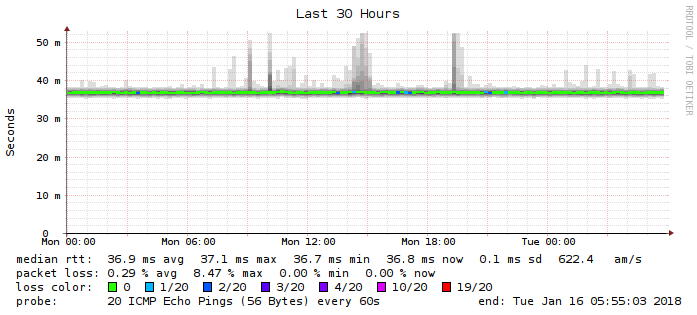 Last 30 Hours
RRDTOOL / TOBI OETIKER
Seconds
50 m
40 m
30 m
20 m
10 m
0
Mon 00:00 Mon 06:00 Mon 12:00 Mon 18:00 Tue 00:00
median rtt: 36.9 ms avg 37.1 ms max 36.7 ms min 36.8 ms now 0.1 ms sd 622.4 am/s
packet loss: 0.29 % avg 8.47 % max 0.00 % min 0.00 % now
loss color: 0 1/20 2/20 3/20 4/20 10/20 19/20
probe: 20 ICMP Echo Pings (56 Bytes) every 60s end: Tue Jan 16 05:55:03 2018